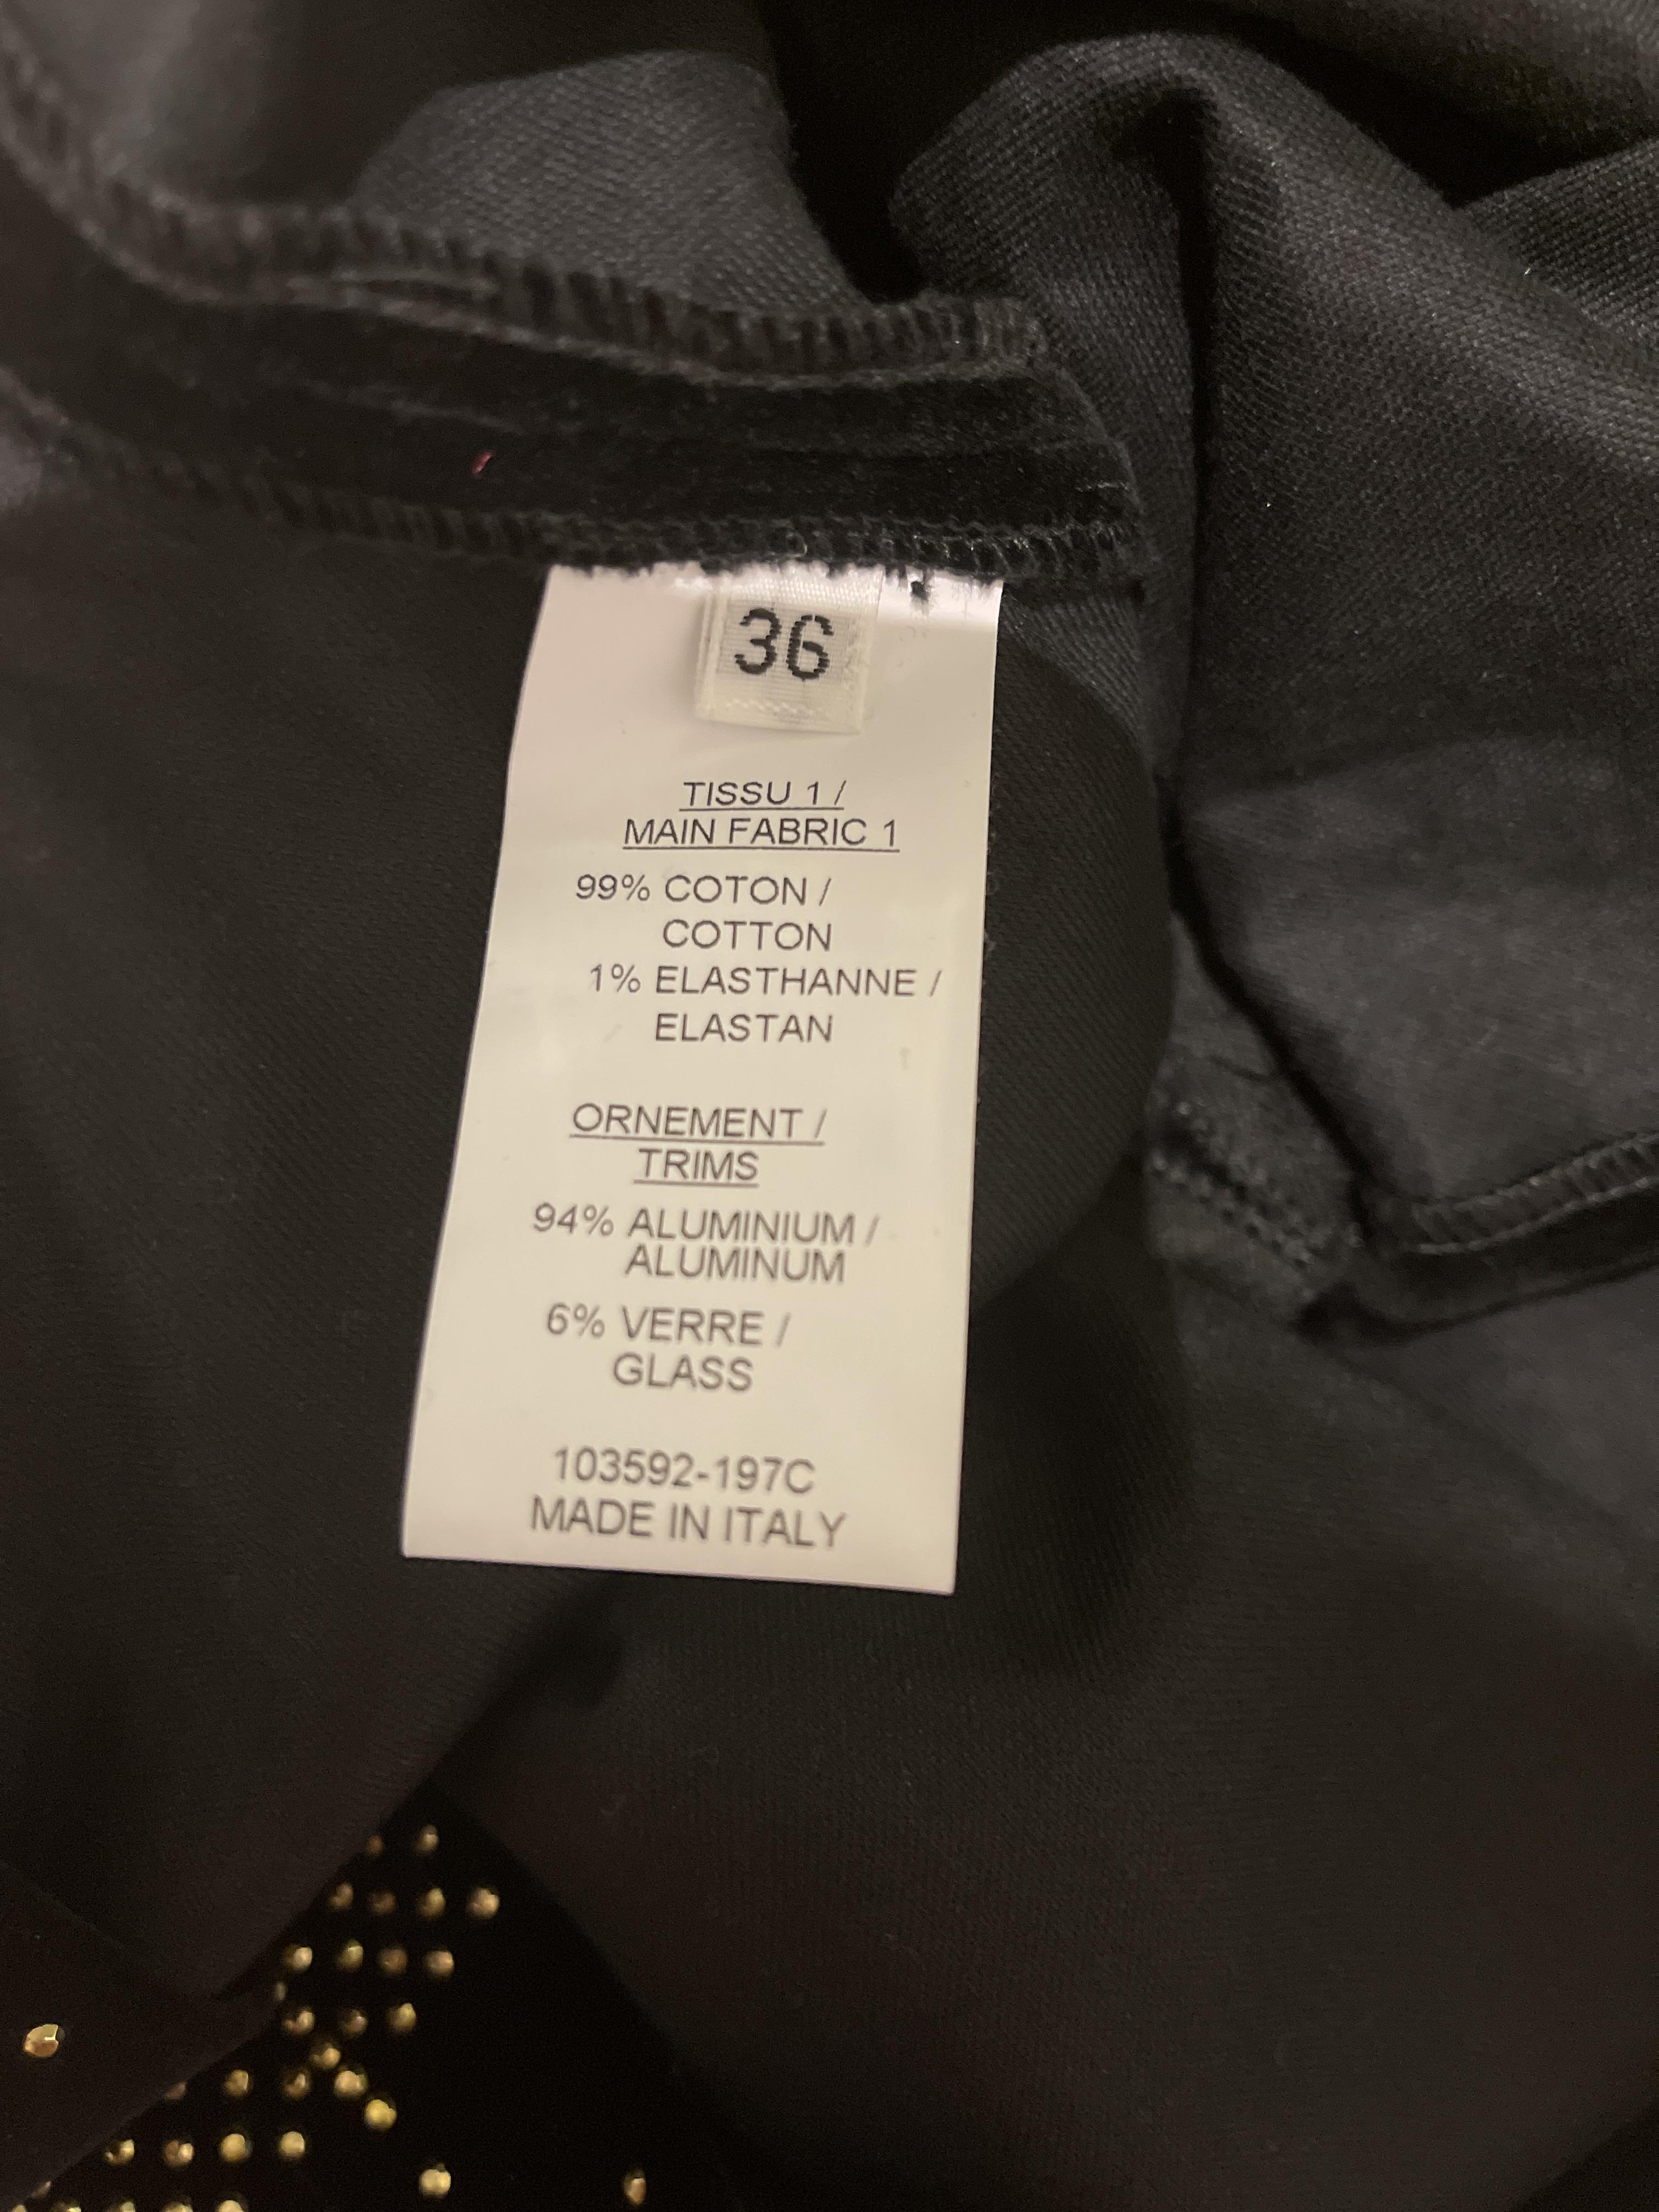 36
TISSU 1 /
MAIN FABRIC 1
99% COTON /
COTTON
1% ELASTHANNE /
ELASTAN
ORNEMENT /
TRIMS
94% ALUMINIUM /
ALUMINUM
6% VERRE /
GLASS
103592-197C
MADE IN ITALY